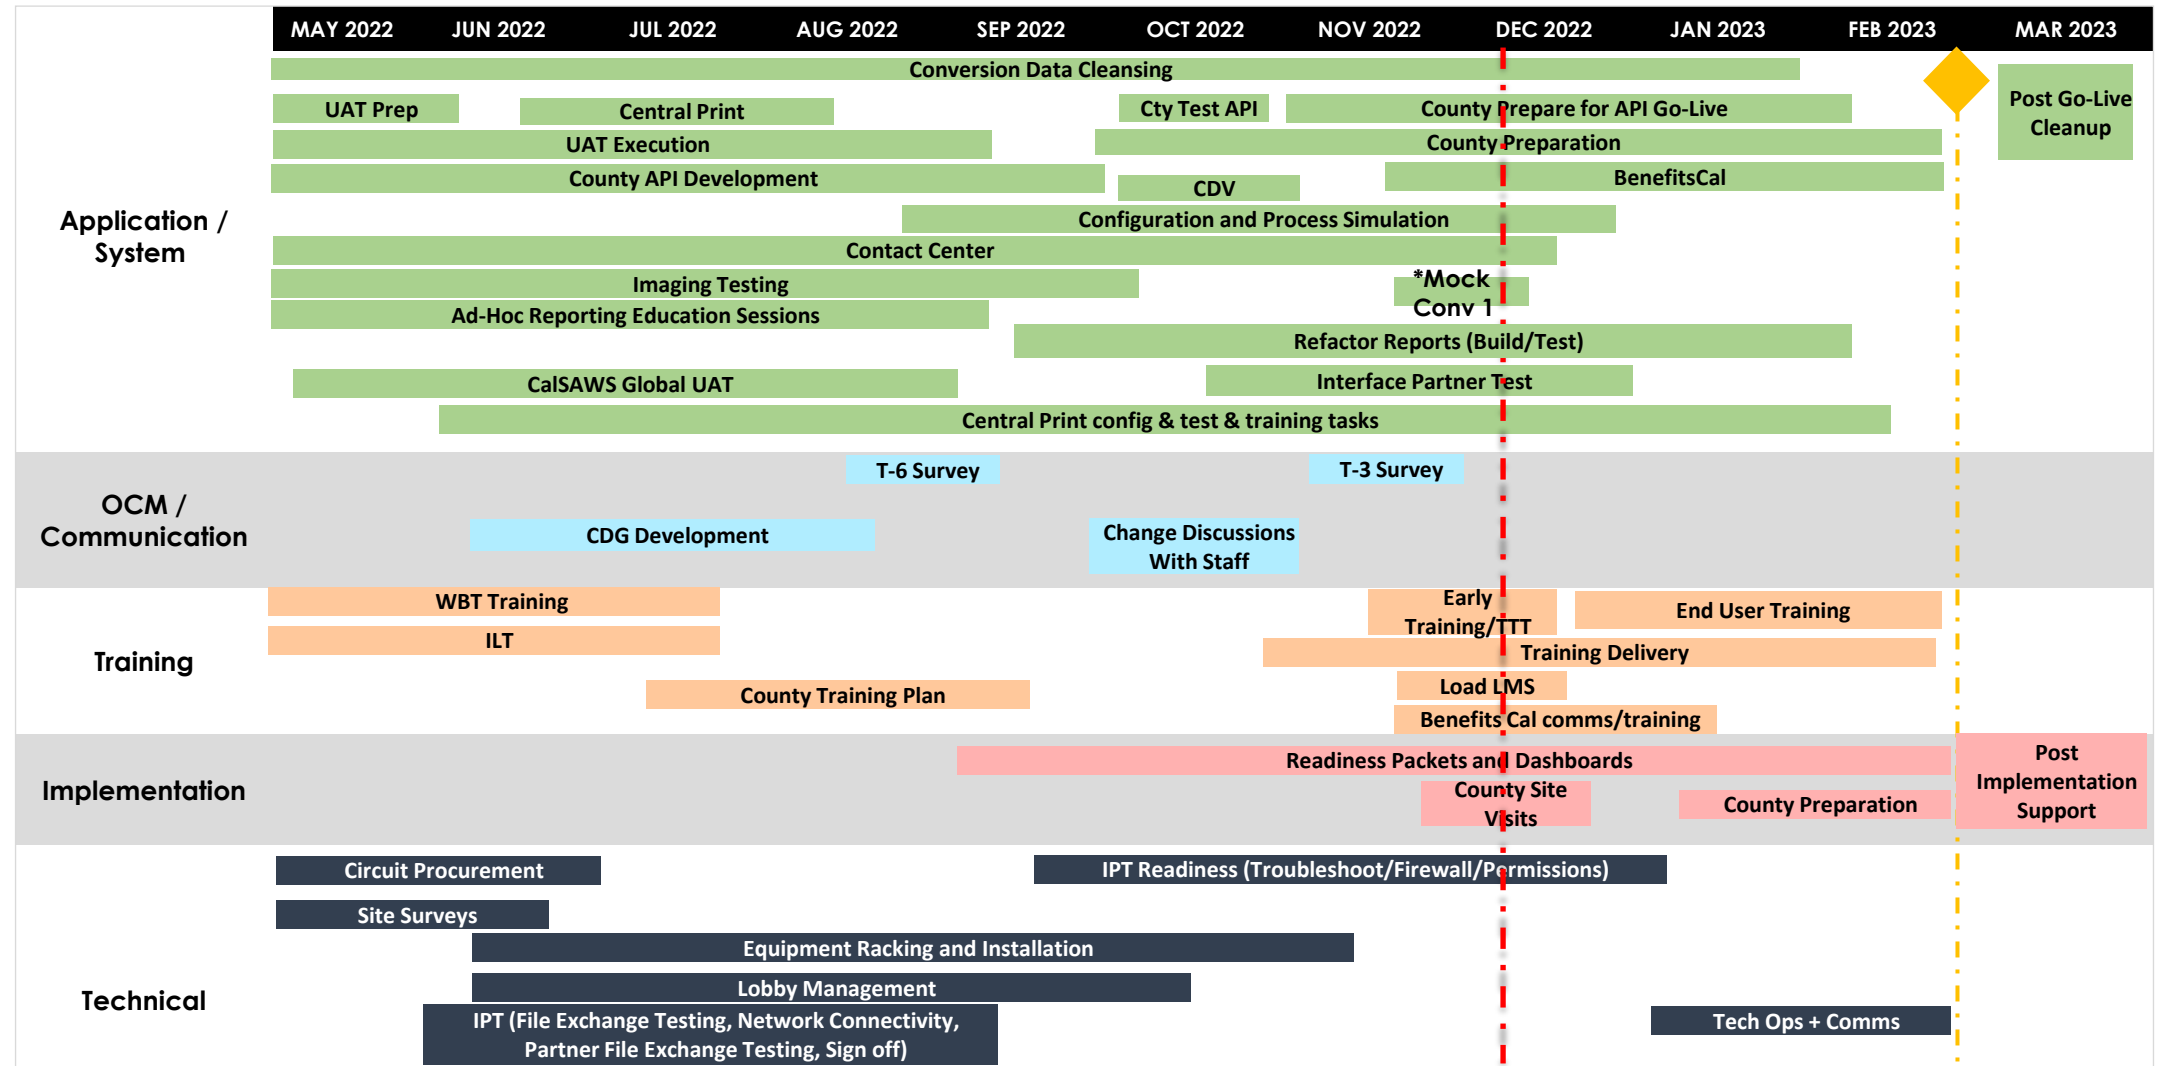 MAY 2022 JUN 2022 JUL 2022 AUG 2022 SEP 2022 OCT 2022 NOV 2022 DEC 2022 JAN 2023 FEB 2023 MAR 2023
Application /
System
Conversion Data Cleansing
UAT Prep
Central Print
Cty Test API
County Prepare for API Go-Live
Post Go-Live
Cleanup
UAT Execution
County Preparation
County API Development
CDV
BenefitsCal
Configuration and Process Simulation
Contact Center
Imaging Testing
*Mock
Conv 1
Ad-Hoc Reporting Education Sessions
Refactor Reports (Build/Test)
CalSAWS Global UAT
Interface Partner Test
Central Print config & test & training tasks
OCM /
Communication
T-6 Survey
T-3 Survey
CDG Development
Change Discussions
With Staff
Training
WBT Training
Early
Training/TTT
End User Training
ILT
Training Delivery
County Training Plan
Load LMS
Benefits Cal comms/training
Implementation
Readiness Packets and Dashboards
County Site
Visits
County Preparation
Post
Implementation
Support
Technical
Circuit Procurement
IPT Readiness (Troubleshoot/Firewall/Permissions)
Site Surveys
Equipment Racking and Installation
Lobby Management
IPT (File Exchange Testing, Network Connectivity,
Partner File Exchange Testing, Sign off)
Tech Ops + Comms